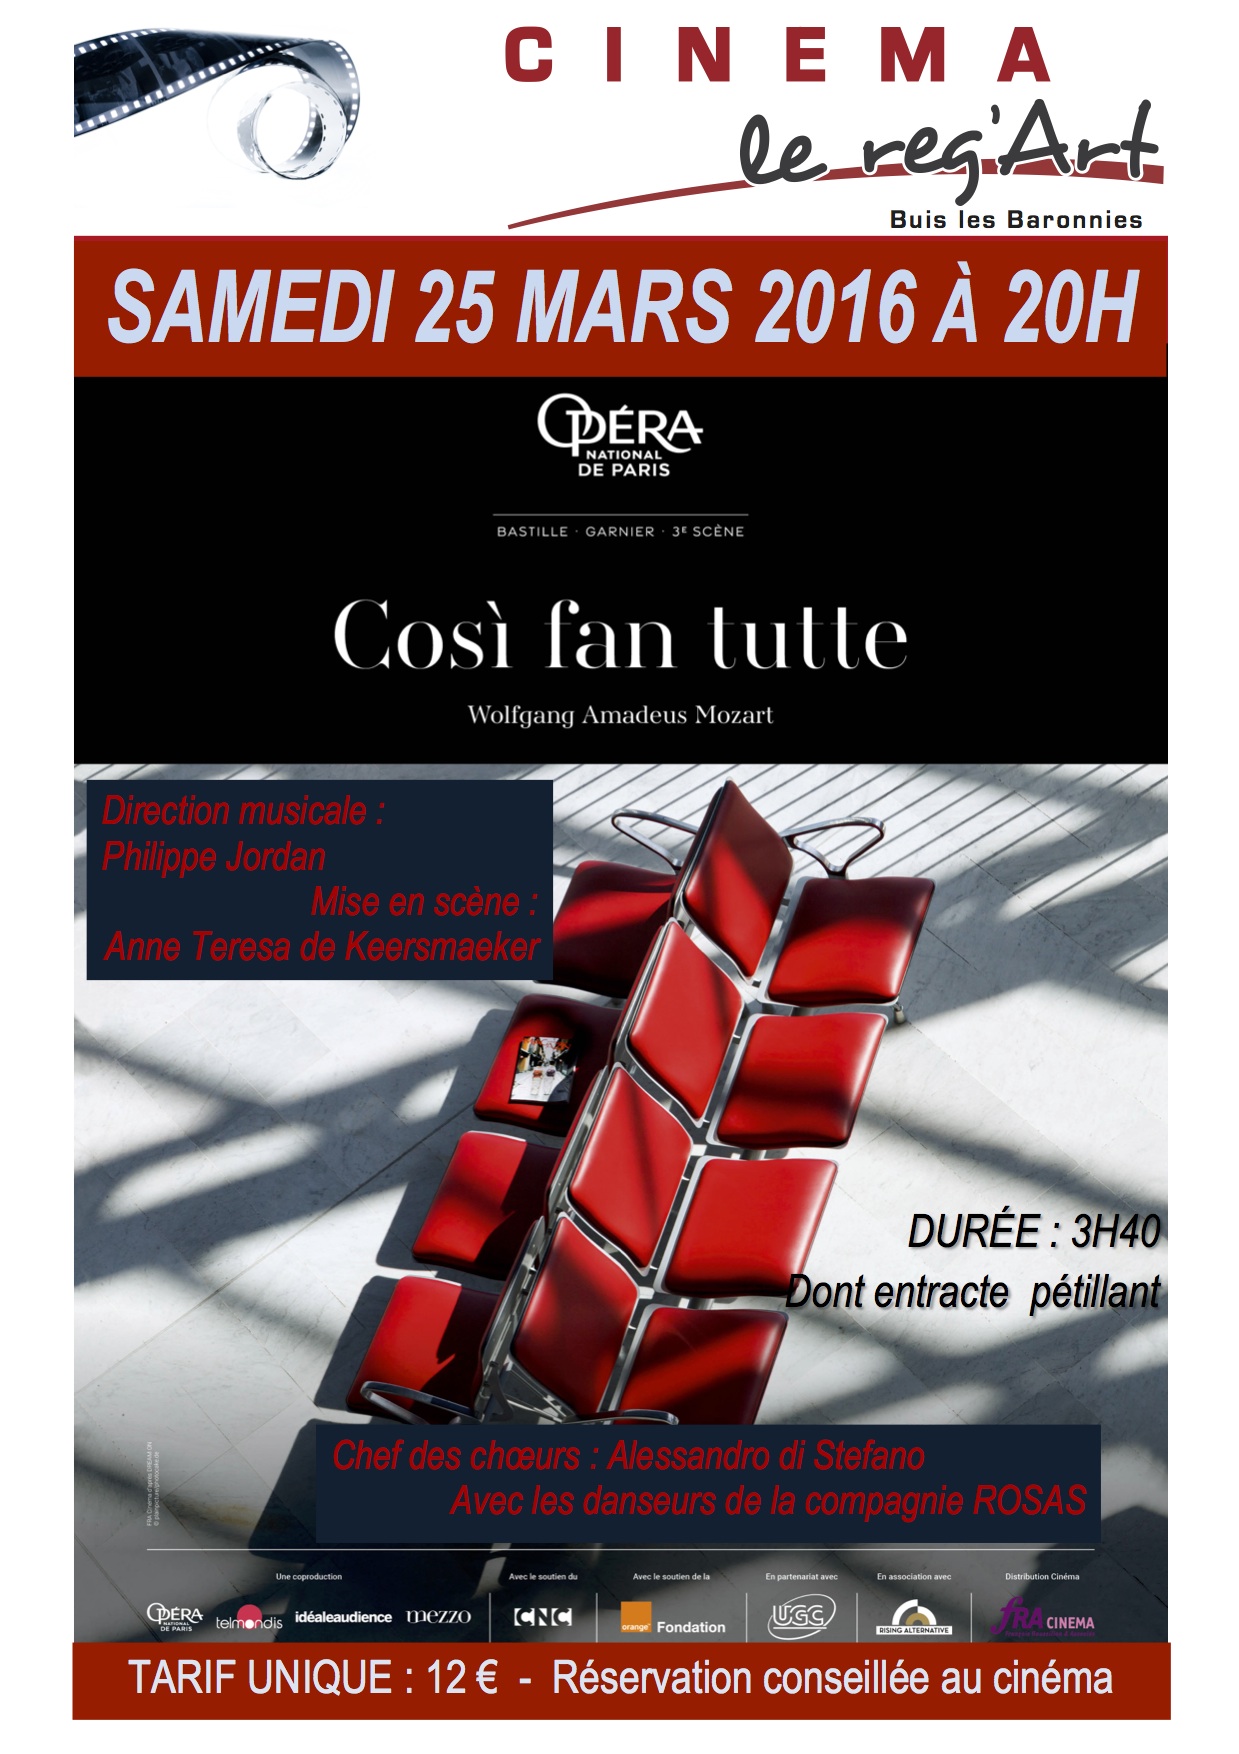 CINEMA
le reg'Art
Buis les Baronnies
SAMEDI 25 MARS 2016 À 20H
OPÉRA
NATIONAL
DE PARIS
BASTILLE · GARNIER · 3E SCÈNE
Così fan tutte
Wolfgang Amadeus Mozart
Direction musicale :
Philippe Jordan
Mise en scène :
Anne Teresa de Keersmaeker
DURÉE : 3H40
Dont entracte pétillant
Chef des chœurs : Alessandro di Stefano
Avec les danseurs de la compagnie ROSAS
Une coproduction
Avec le soutien du
Avec le soutien de la
En partenariat avec
En association avec
Distribution Cinéma
OPÉRA
NATIONAL
DE PARIS
telmondis
idéaleaudience
mezzo
CNC
orange
Fondation
UGC
RISING ALTERNATIVE
FRA CINEMA
TARIF UNIQUE : 12 € - Réservation conseillée au cinéma